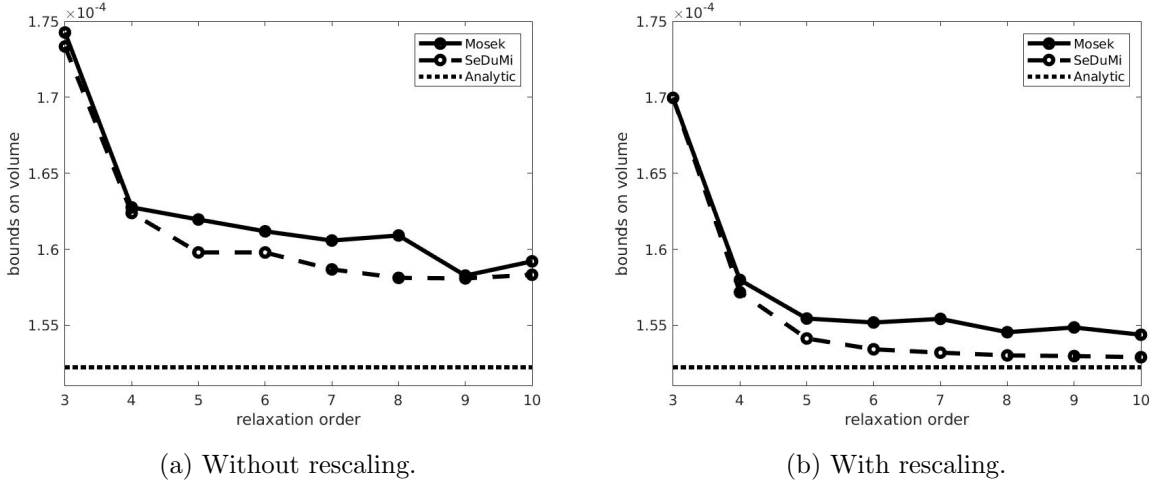 ×10⁻⁴
1.75
1.7
1.65
1.6
1.55
bounds on volume
3 4 5 6 7 8 9 10
relaxation order
Mosek
SeDuMi
Analytic
(a) Without rescaling.
×10⁻⁴
1.75
1.7
1.65
1.6
1.55
bounds on volume
3 4 5 6 7 8 9 10
relaxation order
Mosek
SeDuMi
Analytic
(b) With rescaling.